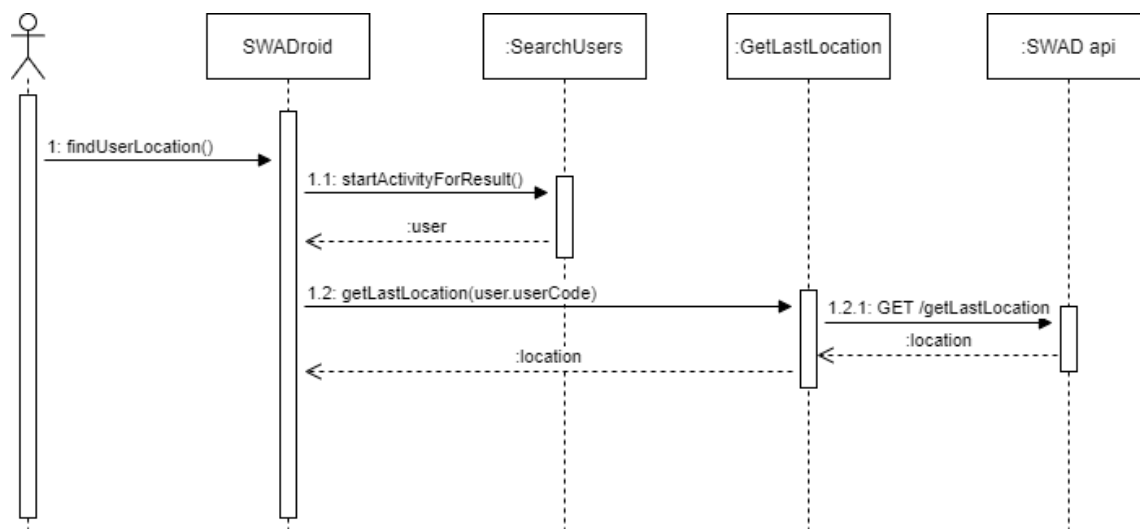 SWADroid
:SearchUsers
:GetLastLocation
:SWAD api
1: findUserLocation()
1.1: startActivityForResult()
:user
1.2: getLastLocation(user.userCode)
1.2.1: GET /getLastLocation
:location
:location